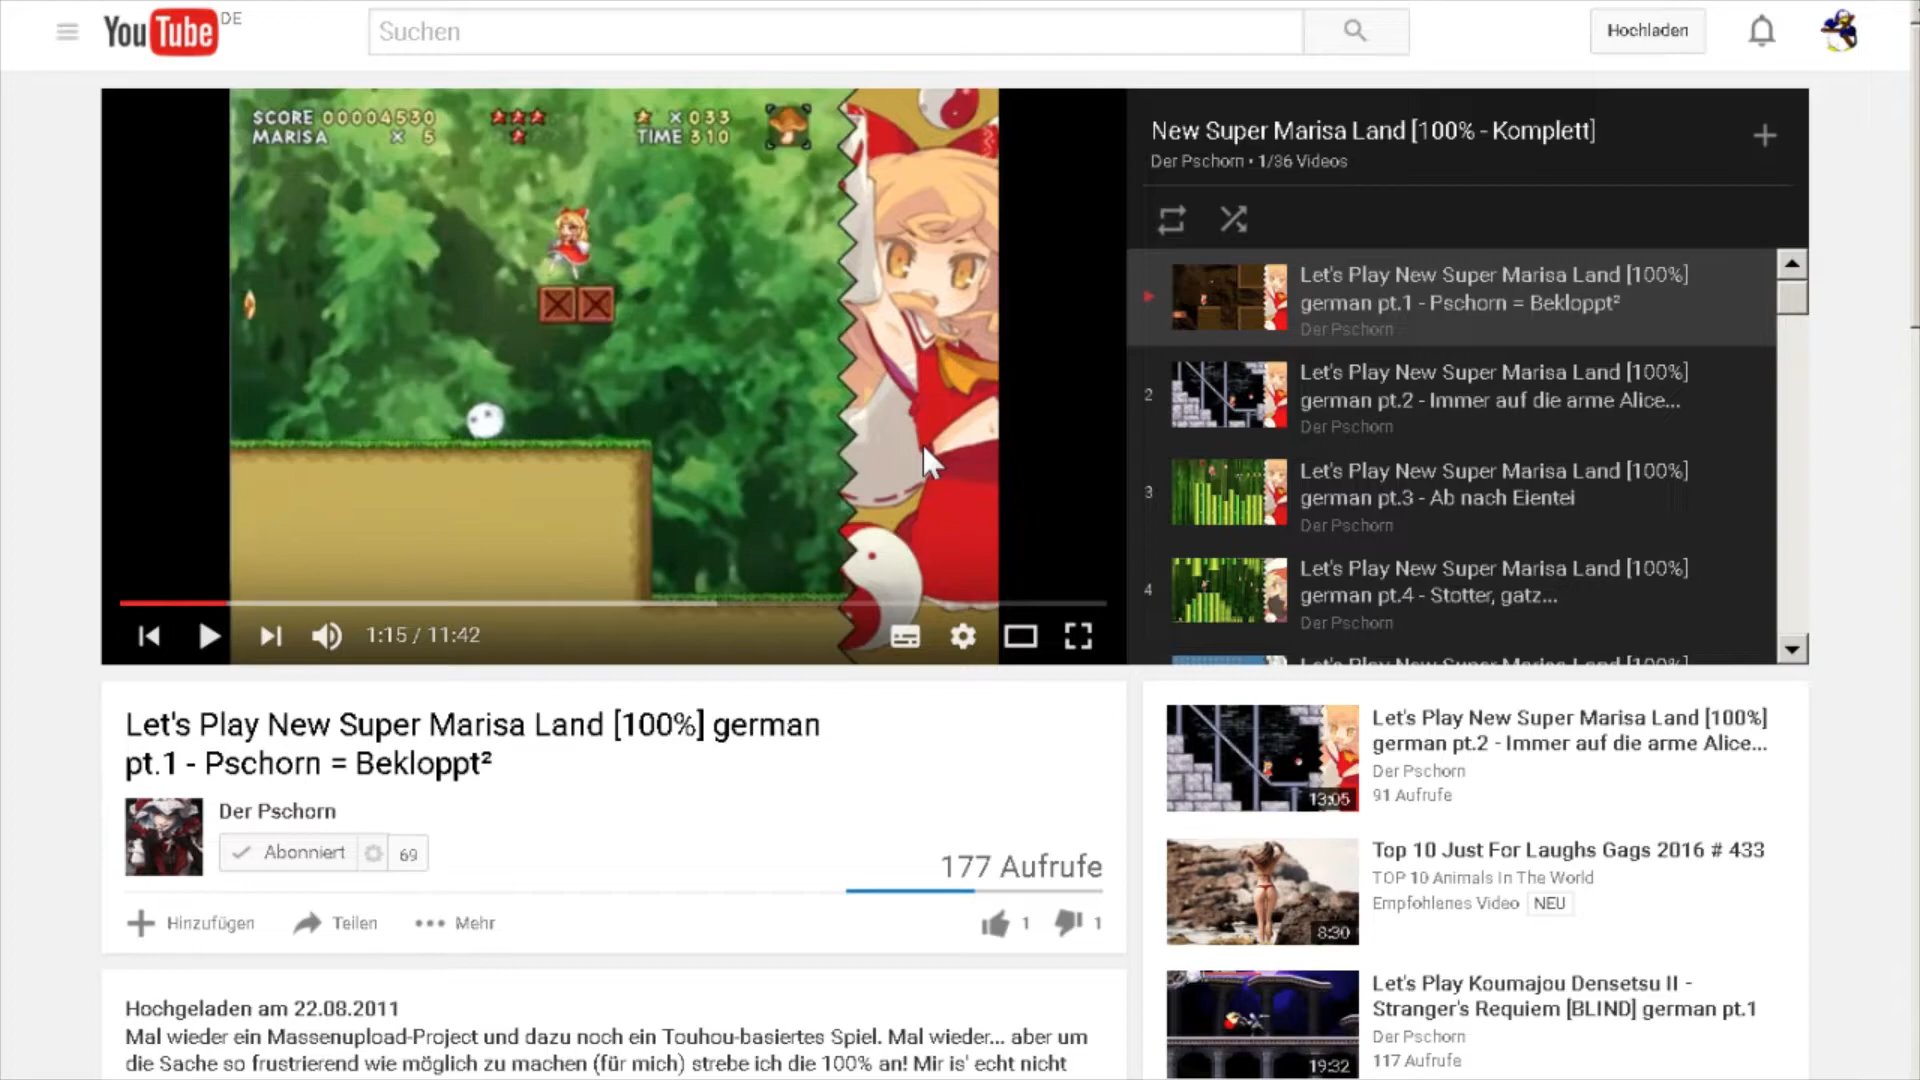 YouTube DE
Suchen
Hochladen
SCORE 00004530
MARISA × 5
× 033
TIME 310
1:15 / 11:42
New Super Marisa Land [100% - Komplett]
Der Pschorn • 1/36 Videos
Let's Play New Super Marisa Land [100%]
german pt.1 - Pschorn = Bekloppt²
Der Pschorn
2
Let's Play New Super Marisa Land [100%]
german pt.2 - Immer auf die arme Alice...
Der Pschorn
3
Let's Play New Super Marisa Land [100%]
german pt.3 - Ab nach Eientei
Der Pschorn
4
Let's Play New Super Marisa Land [100%]
german pt.4 - Stotter, gatz...
Der Pschorn
Let's Play New Super Marisa Land [100%]
Let's Play New Super Marisa Land [100%] german
pt.1 - Pschorn = Bekloppt²
Der Pschorn
Abonniert 69
177 Aufrufe
Hinzufügen Teilen Mehr 1 1
Hochgeladen am 22.08.2011
Mal wieder ein Massenupload-Project und dazu noch ein Touhou-basiertes Spiel. Mal wieder... aber um
die Sache so frustrierend wie möglich zu machen (für mich) strebe ich die 100% an! Mir is' echt nicht
Let's Play New Super Marisa Land [100%]
german pt.2 - Immer auf die arme Alice...
Der Pschorn
91 Aufrufe
13:05
Top 10 Just For Laughs Gags 2016 # 433
TOP 10 Animals In The World
Empfohlenes Video NEU
8:30
Let's Play Koumajou Densetsu II -
Stranger's Requiem [BLIND] german pt.1
Der Pschorn
117 Aufrufe
19:32